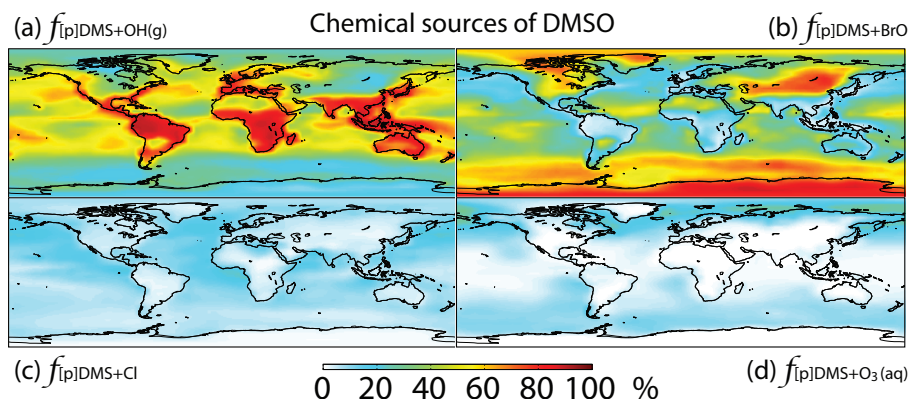 Chemical sources of DMSO
(a) f[p]DMS+OH(g)
(b) f[p]DMS+BrO
(c) f[p]DMS+Cl
0 20 40 60 80 100 %
(d) f[p]DMS+O3(aq)